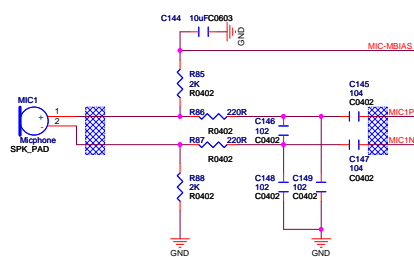 C144 10uF C0603
GND
MIC-MBIAS
R85
2K
R0402
MIC1
1
2
+
-
Micphone
SPK_PAD
R86 220R
R0402
C146
102
C0402
C145
104
C0402
MIC1P
R87 220R
R0402
MIC1N
C147
104
C0402
R88
2K
R0402
C148
102
C0402
C149
102
C0402
GND
GND